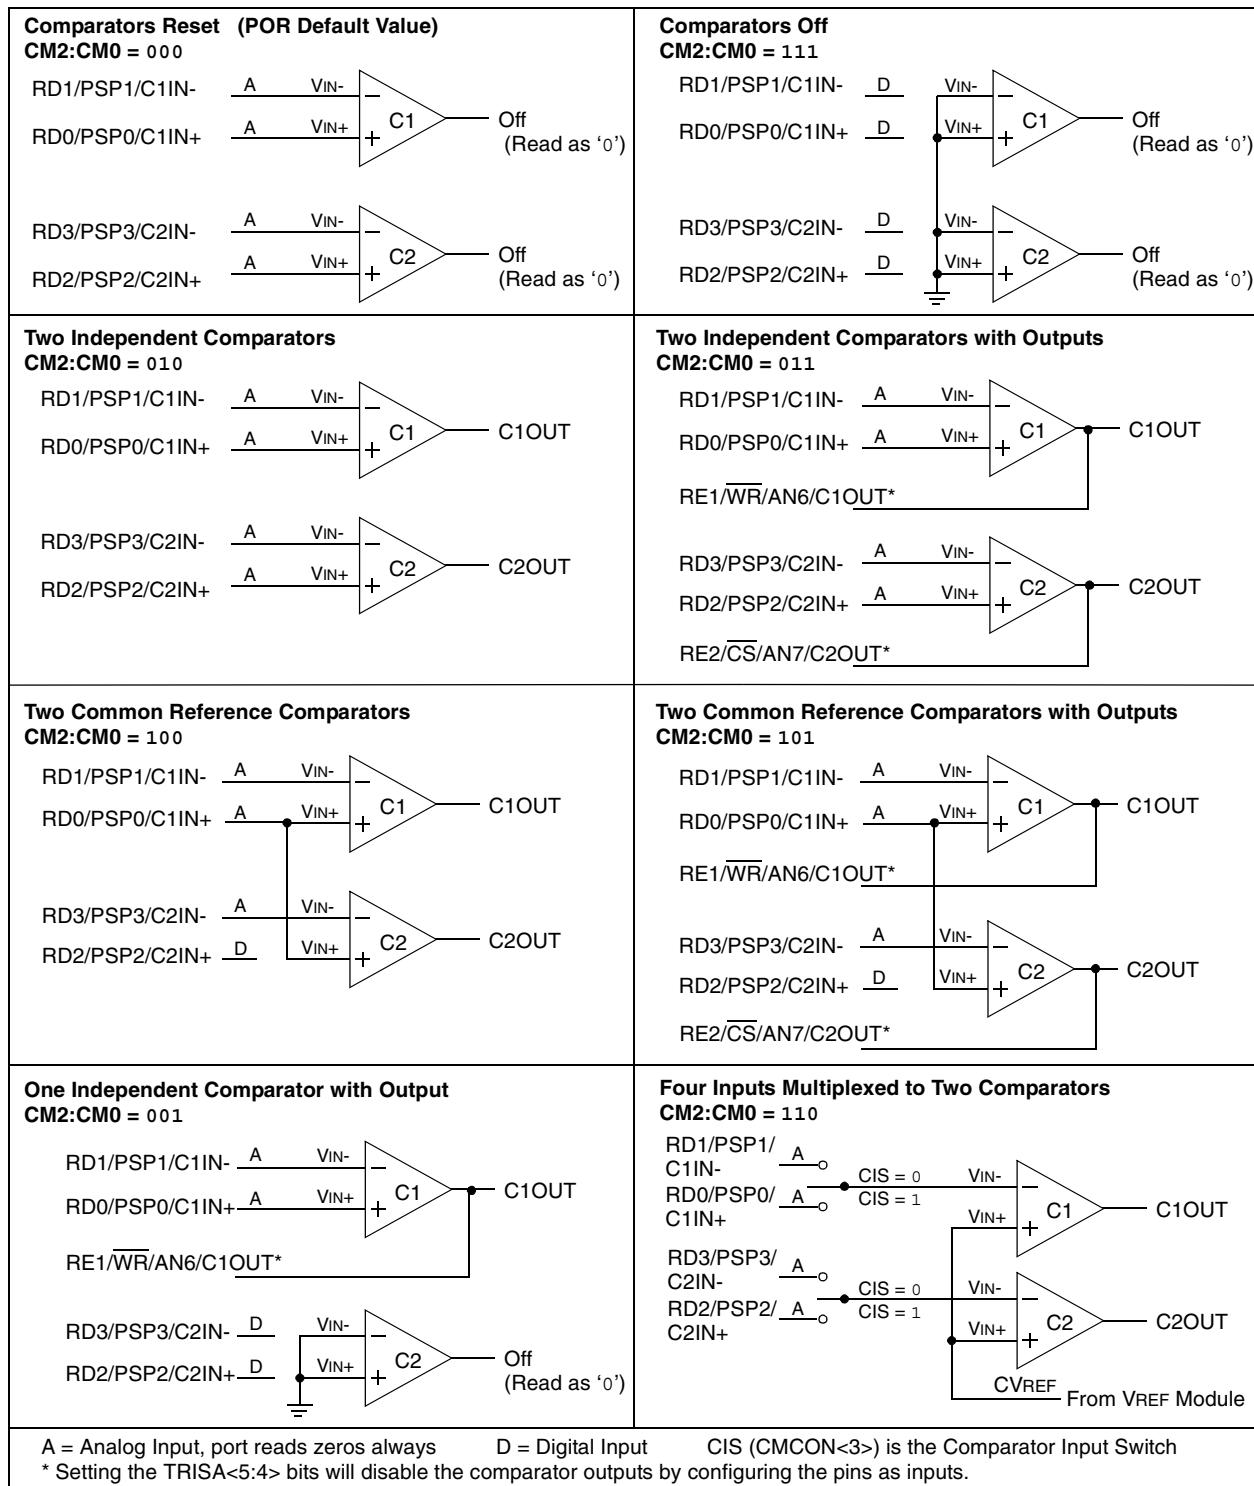 Comparators Reset (POR Default Value)
CM2:CM0 = 000
RD1/PSP1/C1IN- A VIN-
RD0/PSP0/C1IN+ A VIN+
C1
Off
(Read as ‘0’)
RD3/PSP3/C2IN- A VIN-
RD2/PSP2/C2IN+ A VIN+
C2
Off
(Read as ‘0’)
Comparators Off
CM2:CM0 = 111
RD1/PSP1/C1IN- D VIN-
RD0/PSP0/C1IN+ D VIN+
C1
Off
(Read as ‘0’)
RD3/PSP3/C2IN- D VIN-
RD2/PSP2/C2IN+ D VIN+
C2
Off
(Read as ‘0’)
Two Independent Comparators
CM2:CM0 = 010
RD1/PSP1/C1IN- A VIN-
RD0/PSP0/C1IN+ A VIN+
C1
C1OUT
RD3/PSP3/C2IN- A VIN-
RD2/PSP2/C2IN+ A VIN+
C2
C2OUT
Two Independent Comparators with Outputs
CM2:CM0 = 011
RD1/PSP1/C1IN- A VIN-
RD0/PSP0/C1IN+ A VIN+
C1
C1OUT
RE1/W̅R̅/AN6/C1OUT*
RD3/PSP3/C2IN- A VIN-
RD2/PSP2/C2IN+ A VIN+
C2
C2OUT
RE2/C̅S̅/AN7/C2OUT*
Two Common Reference Comparators
CM2:CM0 = 100
RD1/PSP1/C1IN- A VIN-
RD0/PSP0/C1IN+ A VIN+
C1
C1OUT
RD3/PSP3/C2IN- A VIN-
RD2/PSP2/C2IN+ D VIN+
C2
C2OUT
Two Common Reference Comparators with Outputs
CM2:CM0 = 101
RD1/PSP1/C1IN- A VIN-
RD0/PSP0/C1IN+ A VIN+
C1
C1OUT
RE1/W̅R̅/AN6/C1OUT*
RD3/PSP3/C2IN- A VIN-
RD2/PSP2/C2IN+ D VIN+
C2
C2OUT
RE2/C̅S̅/AN7/C2OUT*
One Independent Comparator with Output
CM2:CM0 = 001
RD1/PSP1/C1IN- A VIN-
RD0/PSP0/C1IN+ A VIN+
C1
C1OUT
RE1/W̅R̅/AN6/C1OUT*
RD3/PSP3/C2IN- D VIN-
RD2/PSP2/C2IN+ D VIN+
C2
Off
(Read as ‘0’)
Four Inputs Multiplexed to Two Comparators
CM2:CM0 = 110
RD1/PSP1/
C1IN- A
RD0/PSP0/
C1IN+ A
CIS = 0 VIN-
CIS = 1
VIN+
C1
C1OUT
RD3/PSP3/
C2IN- A
RD2/PSP2/
C2IN+ A
CIS = 0 VIN-
CIS = 1
VIN+
C2
C2OUT
CVREF
From VREF Module
A = Analog Input, port reads zeros always D = Digital Input CIS (CMCON<3>) is the Comparator Input Switch
* Setting the TRISA<5:4> bits will disable the comparator outputs by configuring the pins as inputs.